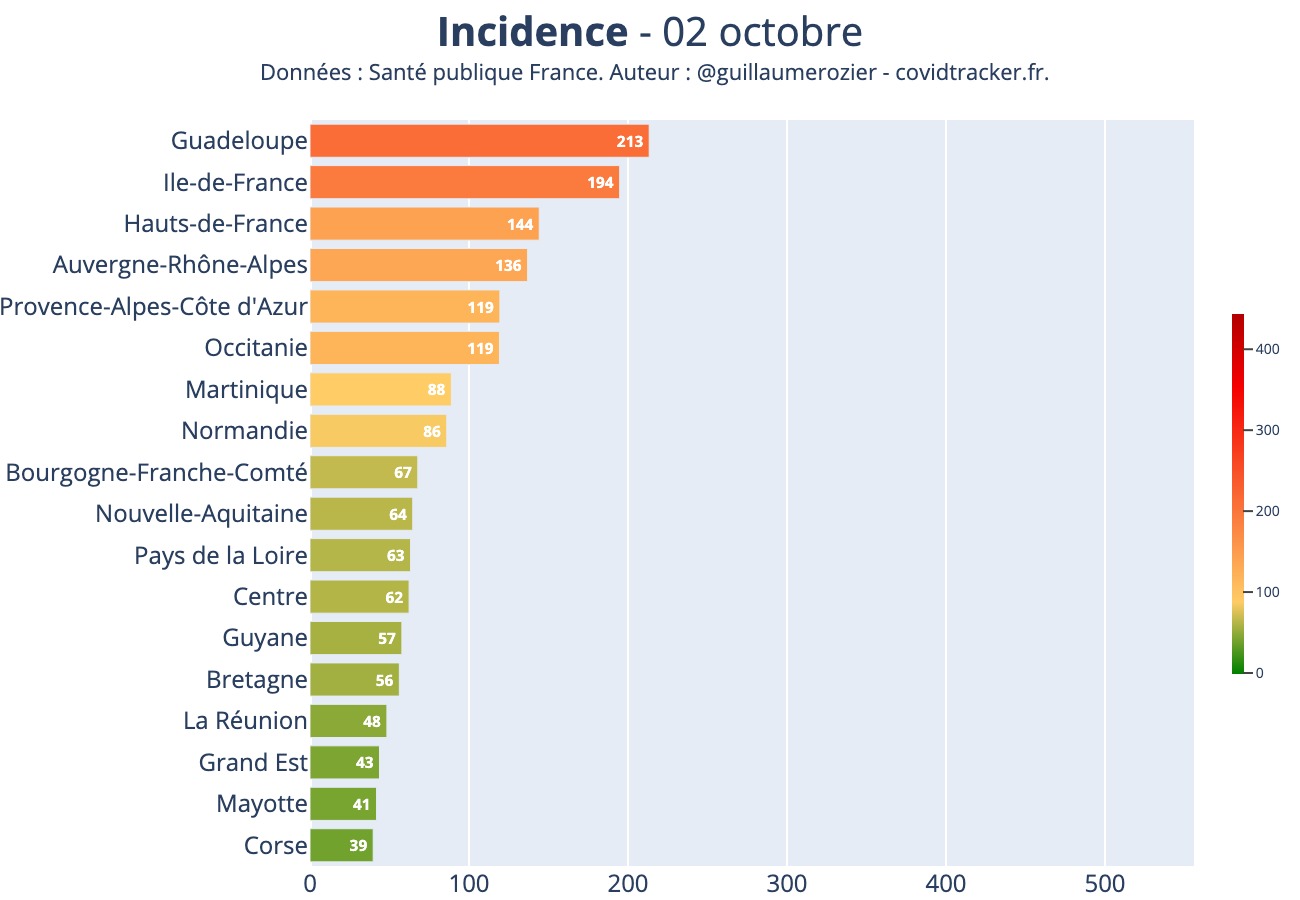 Incidence - 02 octobre
Données : Santé publique France. Auteur : @guillaumerozier - covidtracker.fr.
Guadeloupe 213
Ile-de-France 194
Hauts-de-France 144
Auvergne-Rhône-Alpes 136
Provence-Alpes-Côte d'Azur 119
Occitanie 119
Martinique 88
Normandie 86
Bourgogne-Franche-Comté 67
Nouvelle-Aquitaine 64
Pays de la Loire 63
Centre 62
Guyane 57
Bretagne 56
La Réunion 48
Grand Est 43
Mayotte 41
Corse 39
0 100 200 300 400 500
400
300
200
100
0